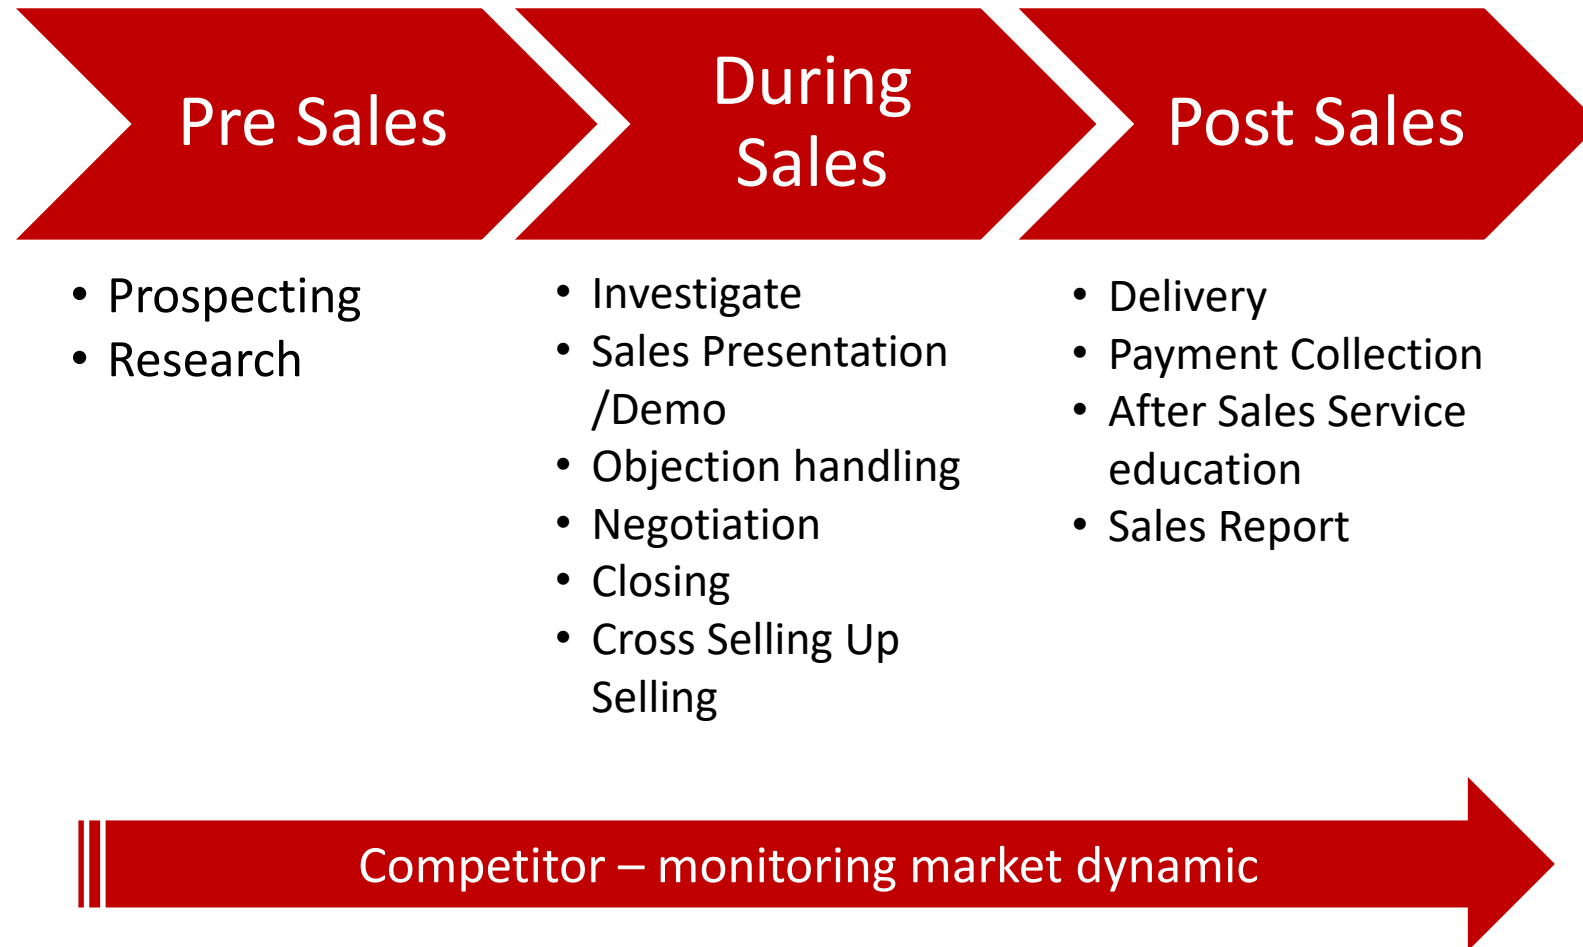 Pre Sales
During
Sales
Post Sales
• Prospecting
• Research
• Investigate
• Sales Presentation
/Demo
• Objection handling
• Negotiation
• Closing
• Cross Selling Up
Selling
• Delivery
• Payment Collection
• After Sales Service
education
• Sales Report
Competitor – monitoring market dynamic